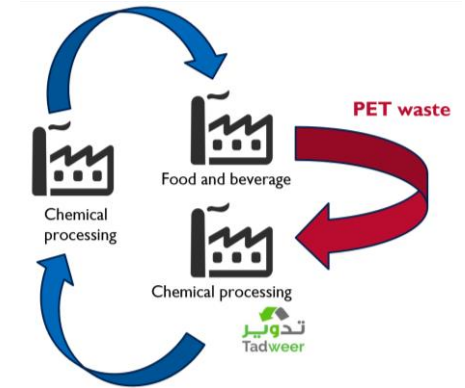 PET waste
Food and beverage
Chemical
processing
Chemical processing
تدوير
Tadweer